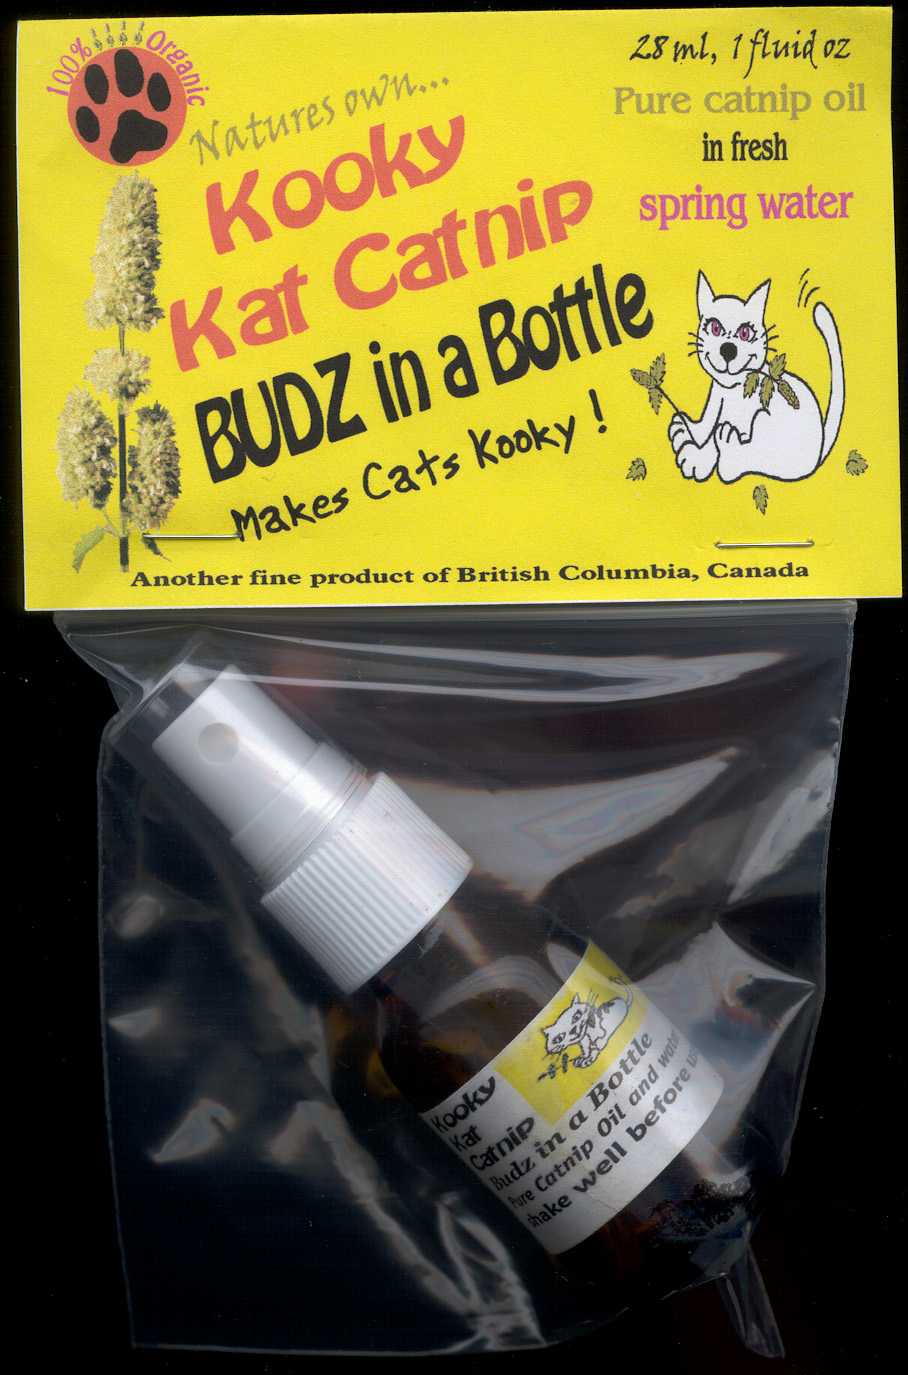 100% Organic
Natures own...
Kooky
Kat Catnip
BUDZ in a Bottle
Makes Cats Kooky !
28 ml, 1 fluid oz
Pure catnip oil
in fresh
spring water
Another fine product of British Columbia, Canada
Kooky
Kat
Catnip
Budz in a Bottle
Pure Catnip Oil and water
shake well before